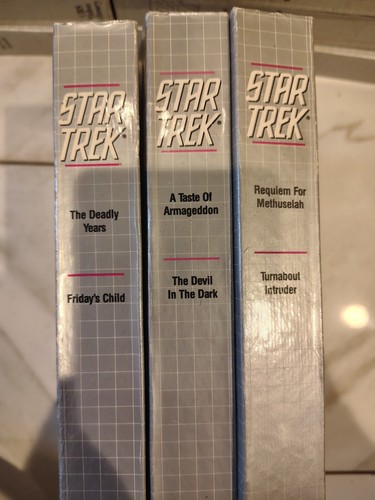 STAR
TREK
The Deadly
Years
Friday's Child
STAR
TREK
A Taste Of
Armageddon
The Devil
In The Dark
STAR
TREK
Requiem For
Methuselah
Turnabout
Intruder